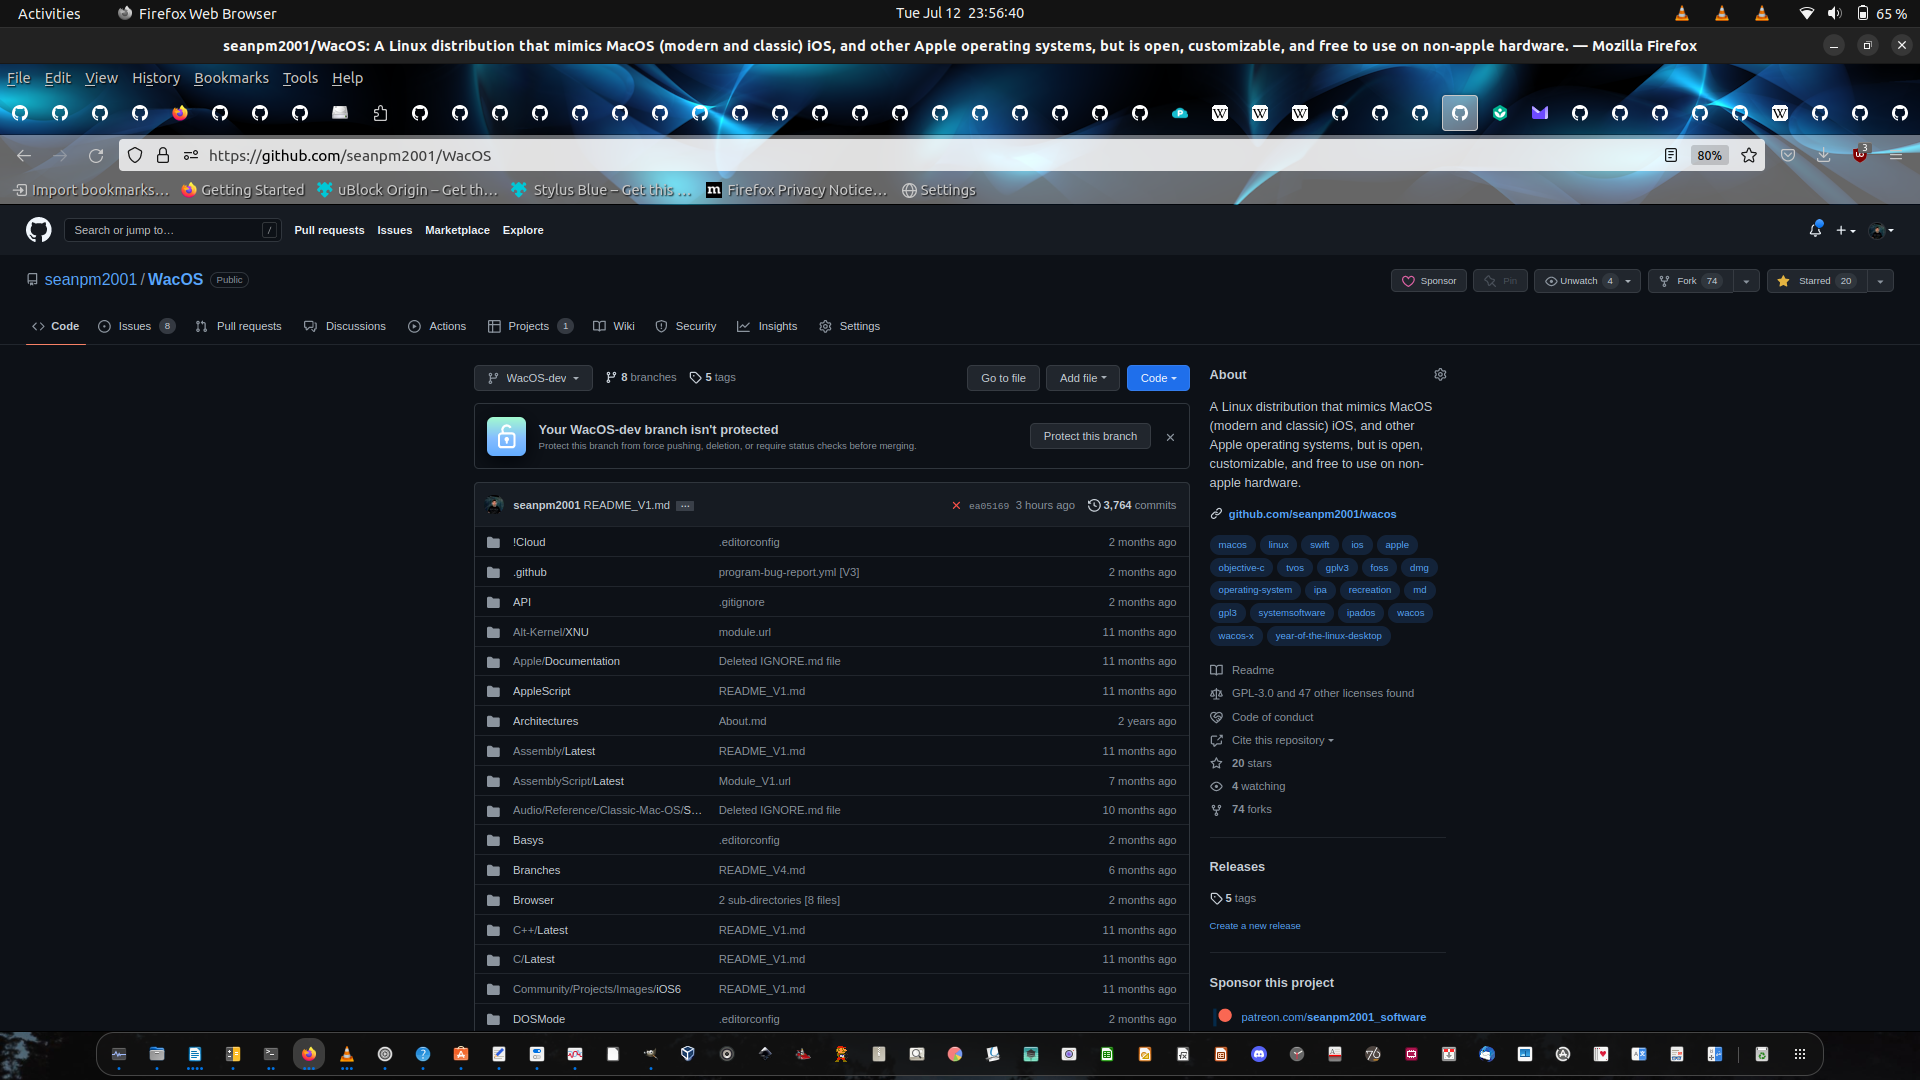 Activities
Firefox Web Browser
Tue Jul 12 23:56:40
65 %
seanpm2001/WacOS: A Linux distribution that mimics MacOS (modern and classic) iOS, and other Apple operating systems, but is open, customizable, and free to use on non-apple hardware. — Mozilla Firefox
File Edit View History Bookmarks Tools Help
https://github.com/seanpm2001/WacOS
80%
3
Import bookmarks…
Getting Started
uBlock Origin – Get th…
Stylus Blue – Get this …
Firefox Privacy Notice…
Settings
Search or jump to…
/
Pull requests
Issues
Marketplace
Explore
seanpm2001 / WacOS
Public
Sponsor
Pin
Unwatch 4
Fork 74
Starred 20
Code
Issues 8
Pull requests
Discussions
Actions
Projects 1
Wiki
Security
Insights
Settings
WacOS-dev
8 branches
5 tags
Go to file
Add file
Code
Your WacOS-dev branch isn't protected
Protect this branch from force pushing, deletion, or require status checks before merging.
Protect this branch
seanpm2001 README_V1.md …
ea05169 3 hours ago
3,764 commits
!Cloud .editorconfig 2 months ago
.github program-bug-report.yml [V3] 2 months ago
API .gitignore 2 months ago
Alt-Kernel/XNU module.url 11 months ago
Apple/Documentation Deleted IGNORE.md file 11 months ago
AppleScript README_V1.md 11 months ago
Architectures About.md 2 years ago
Assembly/Latest README_V1.md 11 months ago
AssemblyScript/Latest Module_V1.url 7 months ago
Audio/Reference/Classic-Mac-OS/S… Deleted IGNORE.md file 10 months ago
Basys .editorconfig 2 months ago
Branches README_V4.md 6 months ago
Browser 2 sub-directories [8 files] 2 months ago
C++/Latest README_V1.md 11 months ago
C/Latest README_V1.md 11 months ago
Community/Projects/Images/iOS6 README_V1.md 11 months ago
DOSMode .editorconfig 2 months ago
About
A Linux distribution that mimics MacOS
(modern and classic) iOS, and other
Apple operating systems, but is open,
customizable, and free to use on non-
apple hardware.
github.com/seanpm2001/wacos
macos linux swift ios apple
objective-c tvos gplv3 foss dmg
operating-system ipa recreation md
gpl3 systemsoftware ipados wacos
wacos-x year-of-the-linux-desktop
Readme
GPL-3.0 and 47 other licenses found
Code of conduct
Cite this repository
20 stars
4 watching
74 forks
Releases
5 tags
Create a new release
Sponsor this project
patreon.com/seanpm2001_software